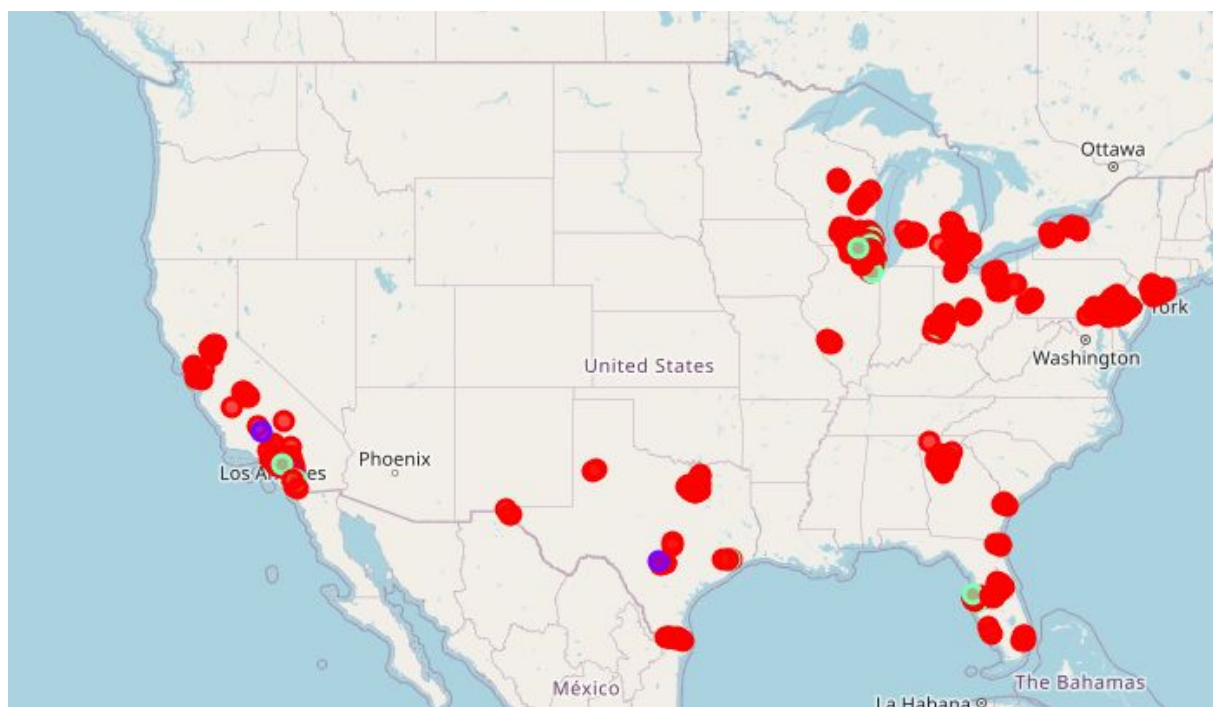 Ottawa
York
Washington
United States
Phoenix
Los Angeles
México
The Bahamas
La Habana